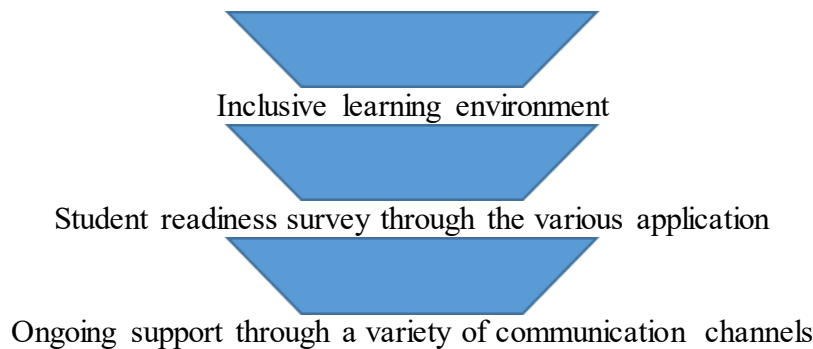 Inclusive learning environment
Student readiness survey through the various application
Ongoing support through a variety of communication channels